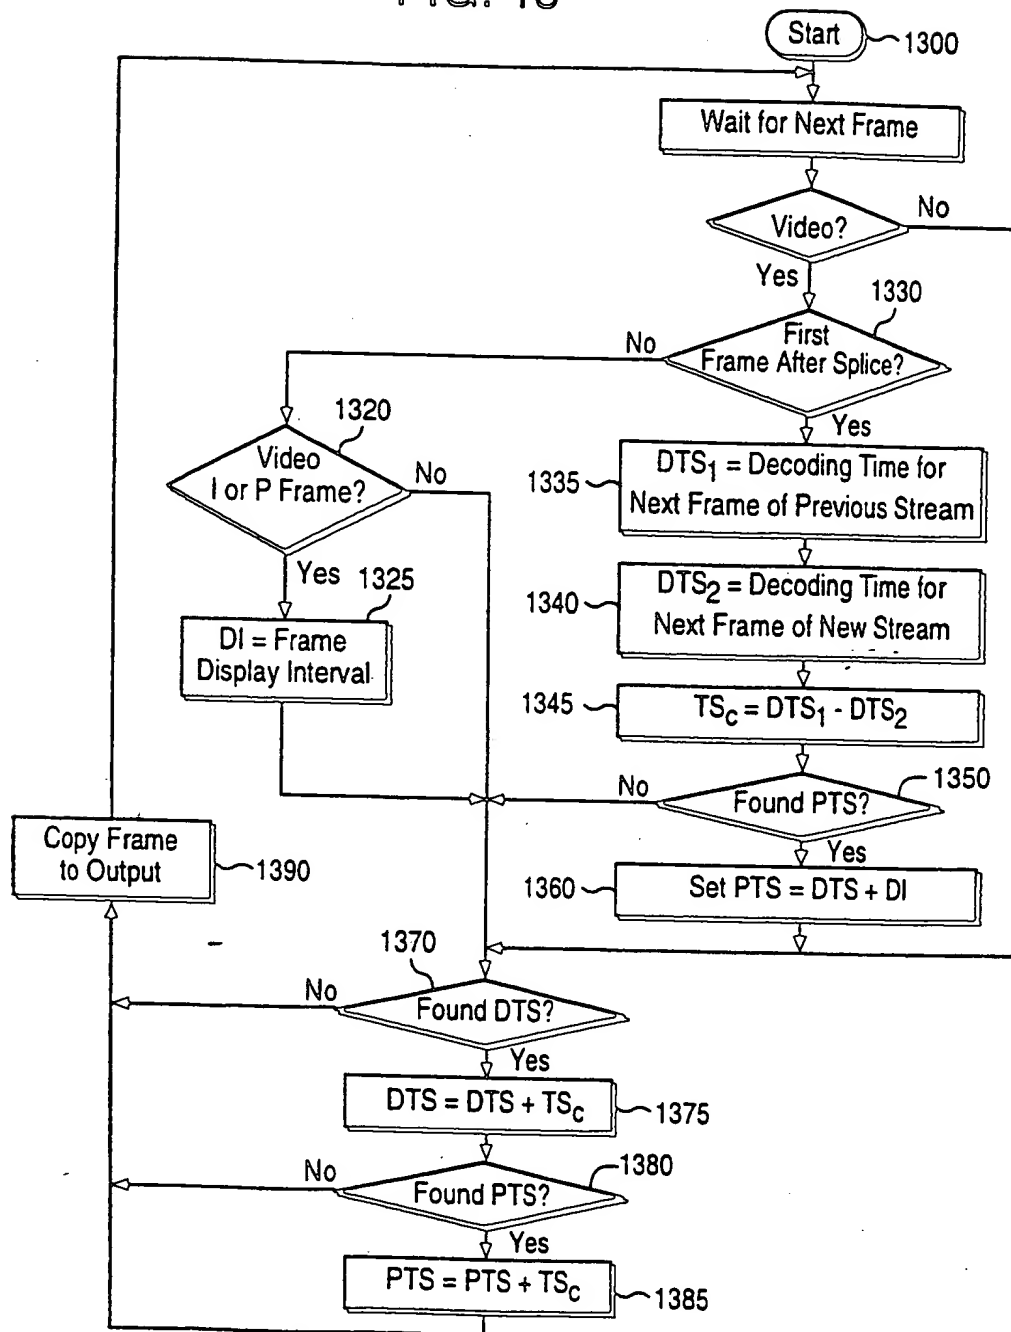 Start
1300
Wait for Next Frame
Video?
No
Yes
1330
First
Frame After Splice?
No
Yes
1320
Video
I or P Frame?
No
Yes
1325
DI = Frame
Display Interval
1335
DTS1 = Decoding Time for
Next Frame of Previous Stream
1340
DTS2 = Decoding Time for
Next Frame of New Stream
1345
TSc = DTS1 - DTS2
1350
Found PTS?
No
Yes
1360
Set PTS = DTS + DI
Copy Frame
to Output
1390
1370
Found DTS?
No
Yes
DTS = DTS + TSc
1375
1380
Found PTS?
No
Yes
PTS = PTS + TSc
1385